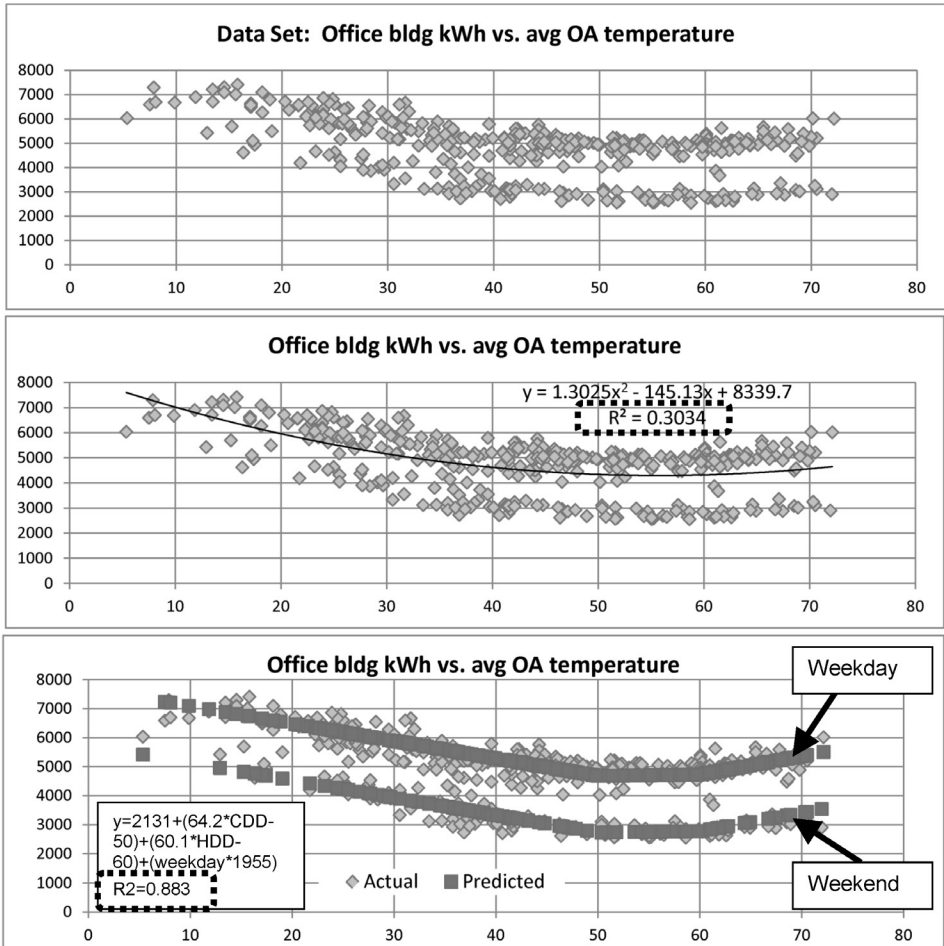 Data Set: Office bldg kWh vs. avg OA temperature
8000
7000
6000
5000
4000
3000
2000
1000
0
0 10 20 30 40 50 60 70 80
Office bldg kWh vs. avg OA temperature
y = 1.3025x² - 145.13x + 8339.7
R² = 0.3034
8000
7000
6000
5000
4000
3000
2000
1000
0
0 10 20 30 40 50 60 70 80
Office bldg kWh vs. avg OA temperature
Weekday
8000
7000
6000
5000
4000
3000
2000
1000
0
y=2131+(64.2*CDD-
50)+(60.1*HDD-
60)+(weekday*1955)
R2=0.883
Actual Predicted
Weekend
0 10 20 30 40 50 60 70 80